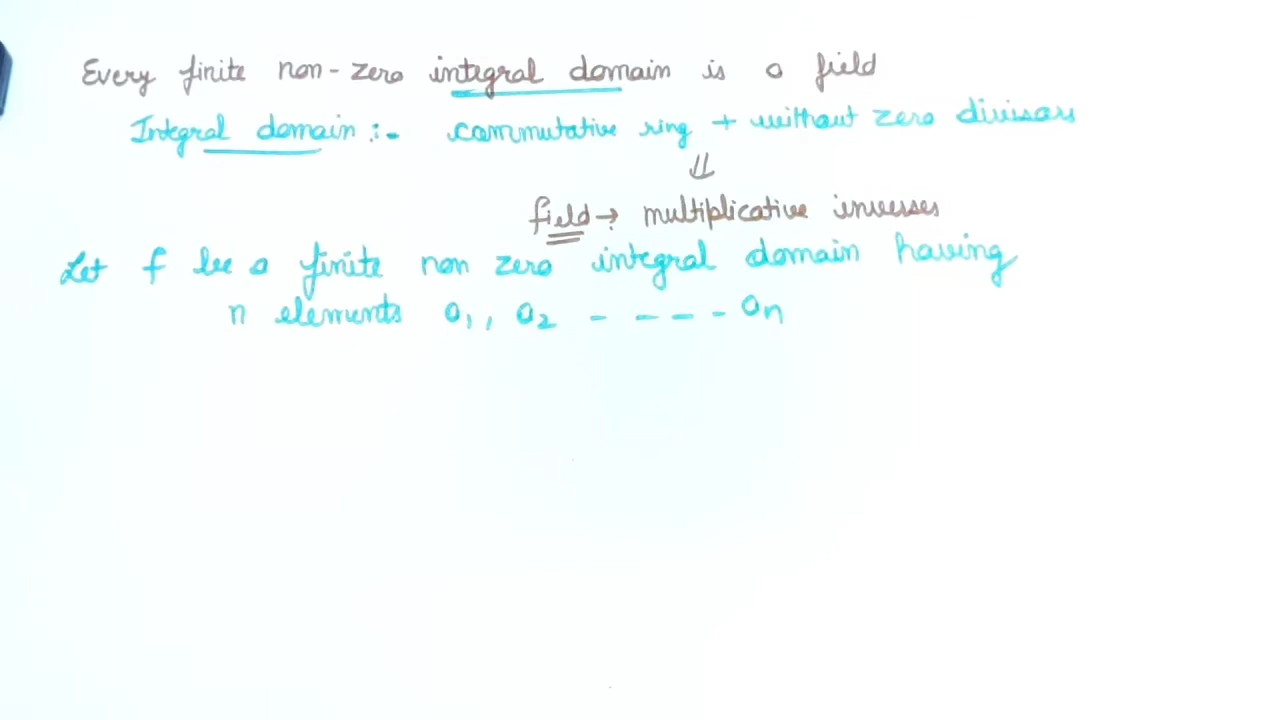 Every finite non-zero integral domain is a field
Integral domain :- commutative ring + without zero divisors
⇓
field → multiplicative inverses
Let f be a finite non zero integral domain having
n elements a1, a2 - - - - - an